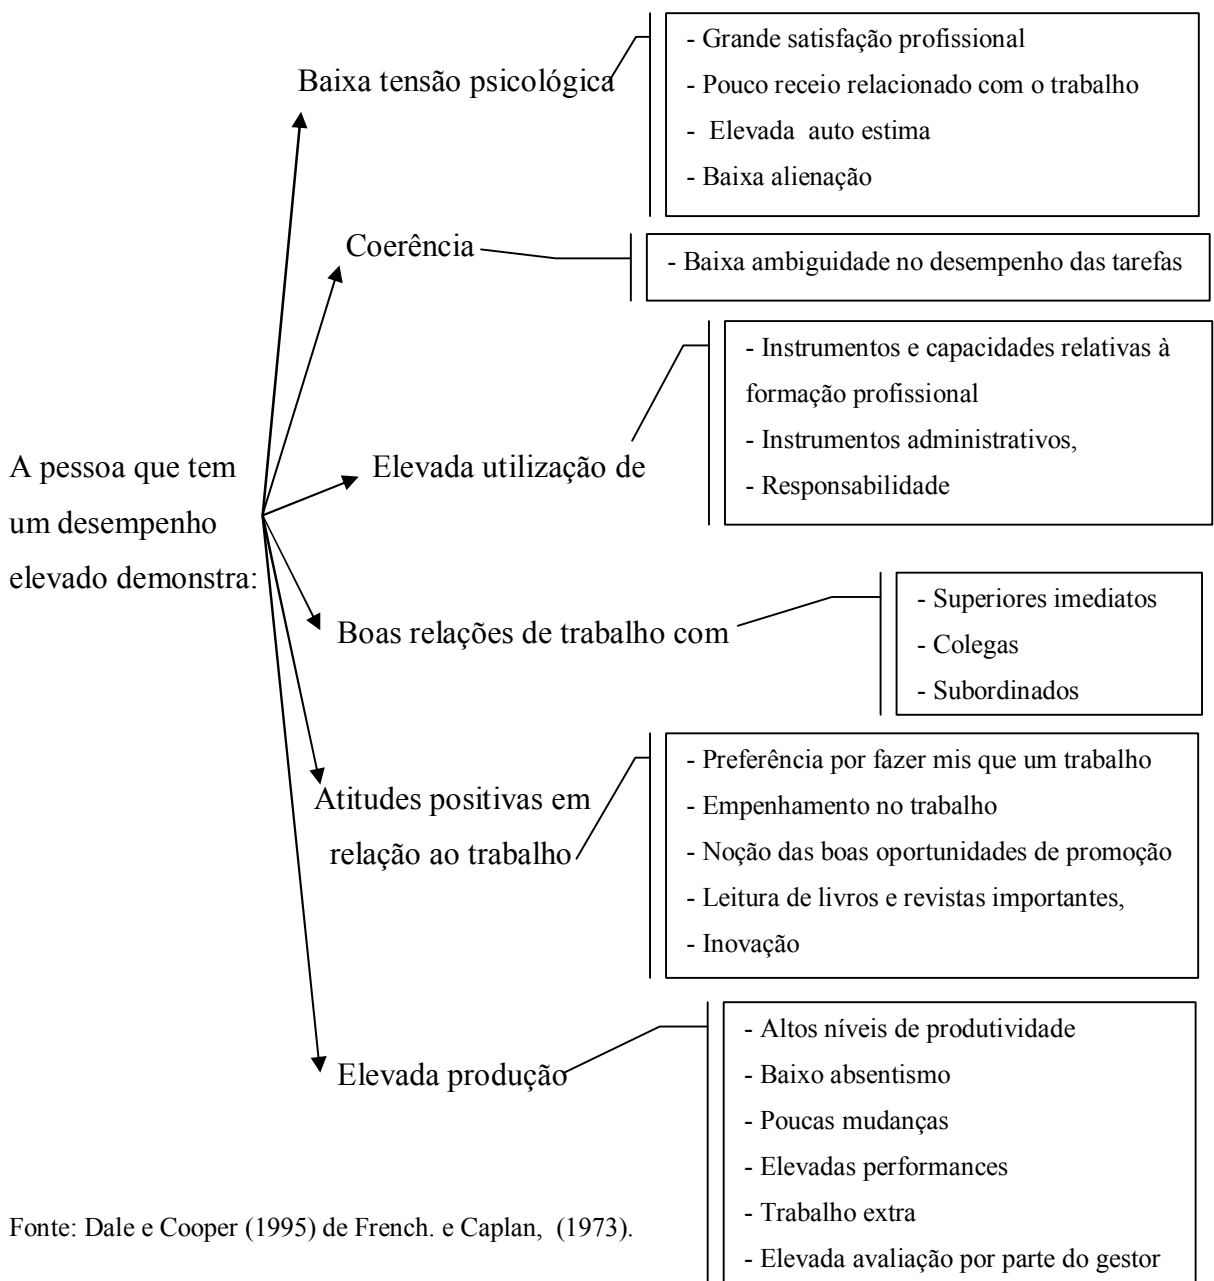 Baixa tensão psicológica
- Grande satisfação profissional
- Pouco receio relacionado com o trabalho
- Elevada auto estima
- Baixa alienação
Coerência
- Baixa ambiguidade no desempenho das tarefas
A pessoa que tem
um desempenho
elevado demonstra:
Elevada utilização de
- Instrumentos e capacidades relativas à
formação profissional
- Instrumentos administrativos,
- Responsabilidade
Boas relações de trabalho com
- Superiores imediatos
- Colegas
- Subordinados
Atitudes positivas em
relação ao trabalho
- Preferência por fazer mis que um trabalho
- Empenhamento no trabalho
- Noção das boas oportunidades de promoção
- Leitura de livros e revistas importantes,
- Inovação
Elevada produção
- Altos níveis de produtividade
- Baixo absentismo
- Poucas mudanças
- Elevadas performances
- Trabalho extra
- Elevada avaliação por parte do gestor
Fonte: Dale e Cooper (1995) de French. e Caplan, (1973).